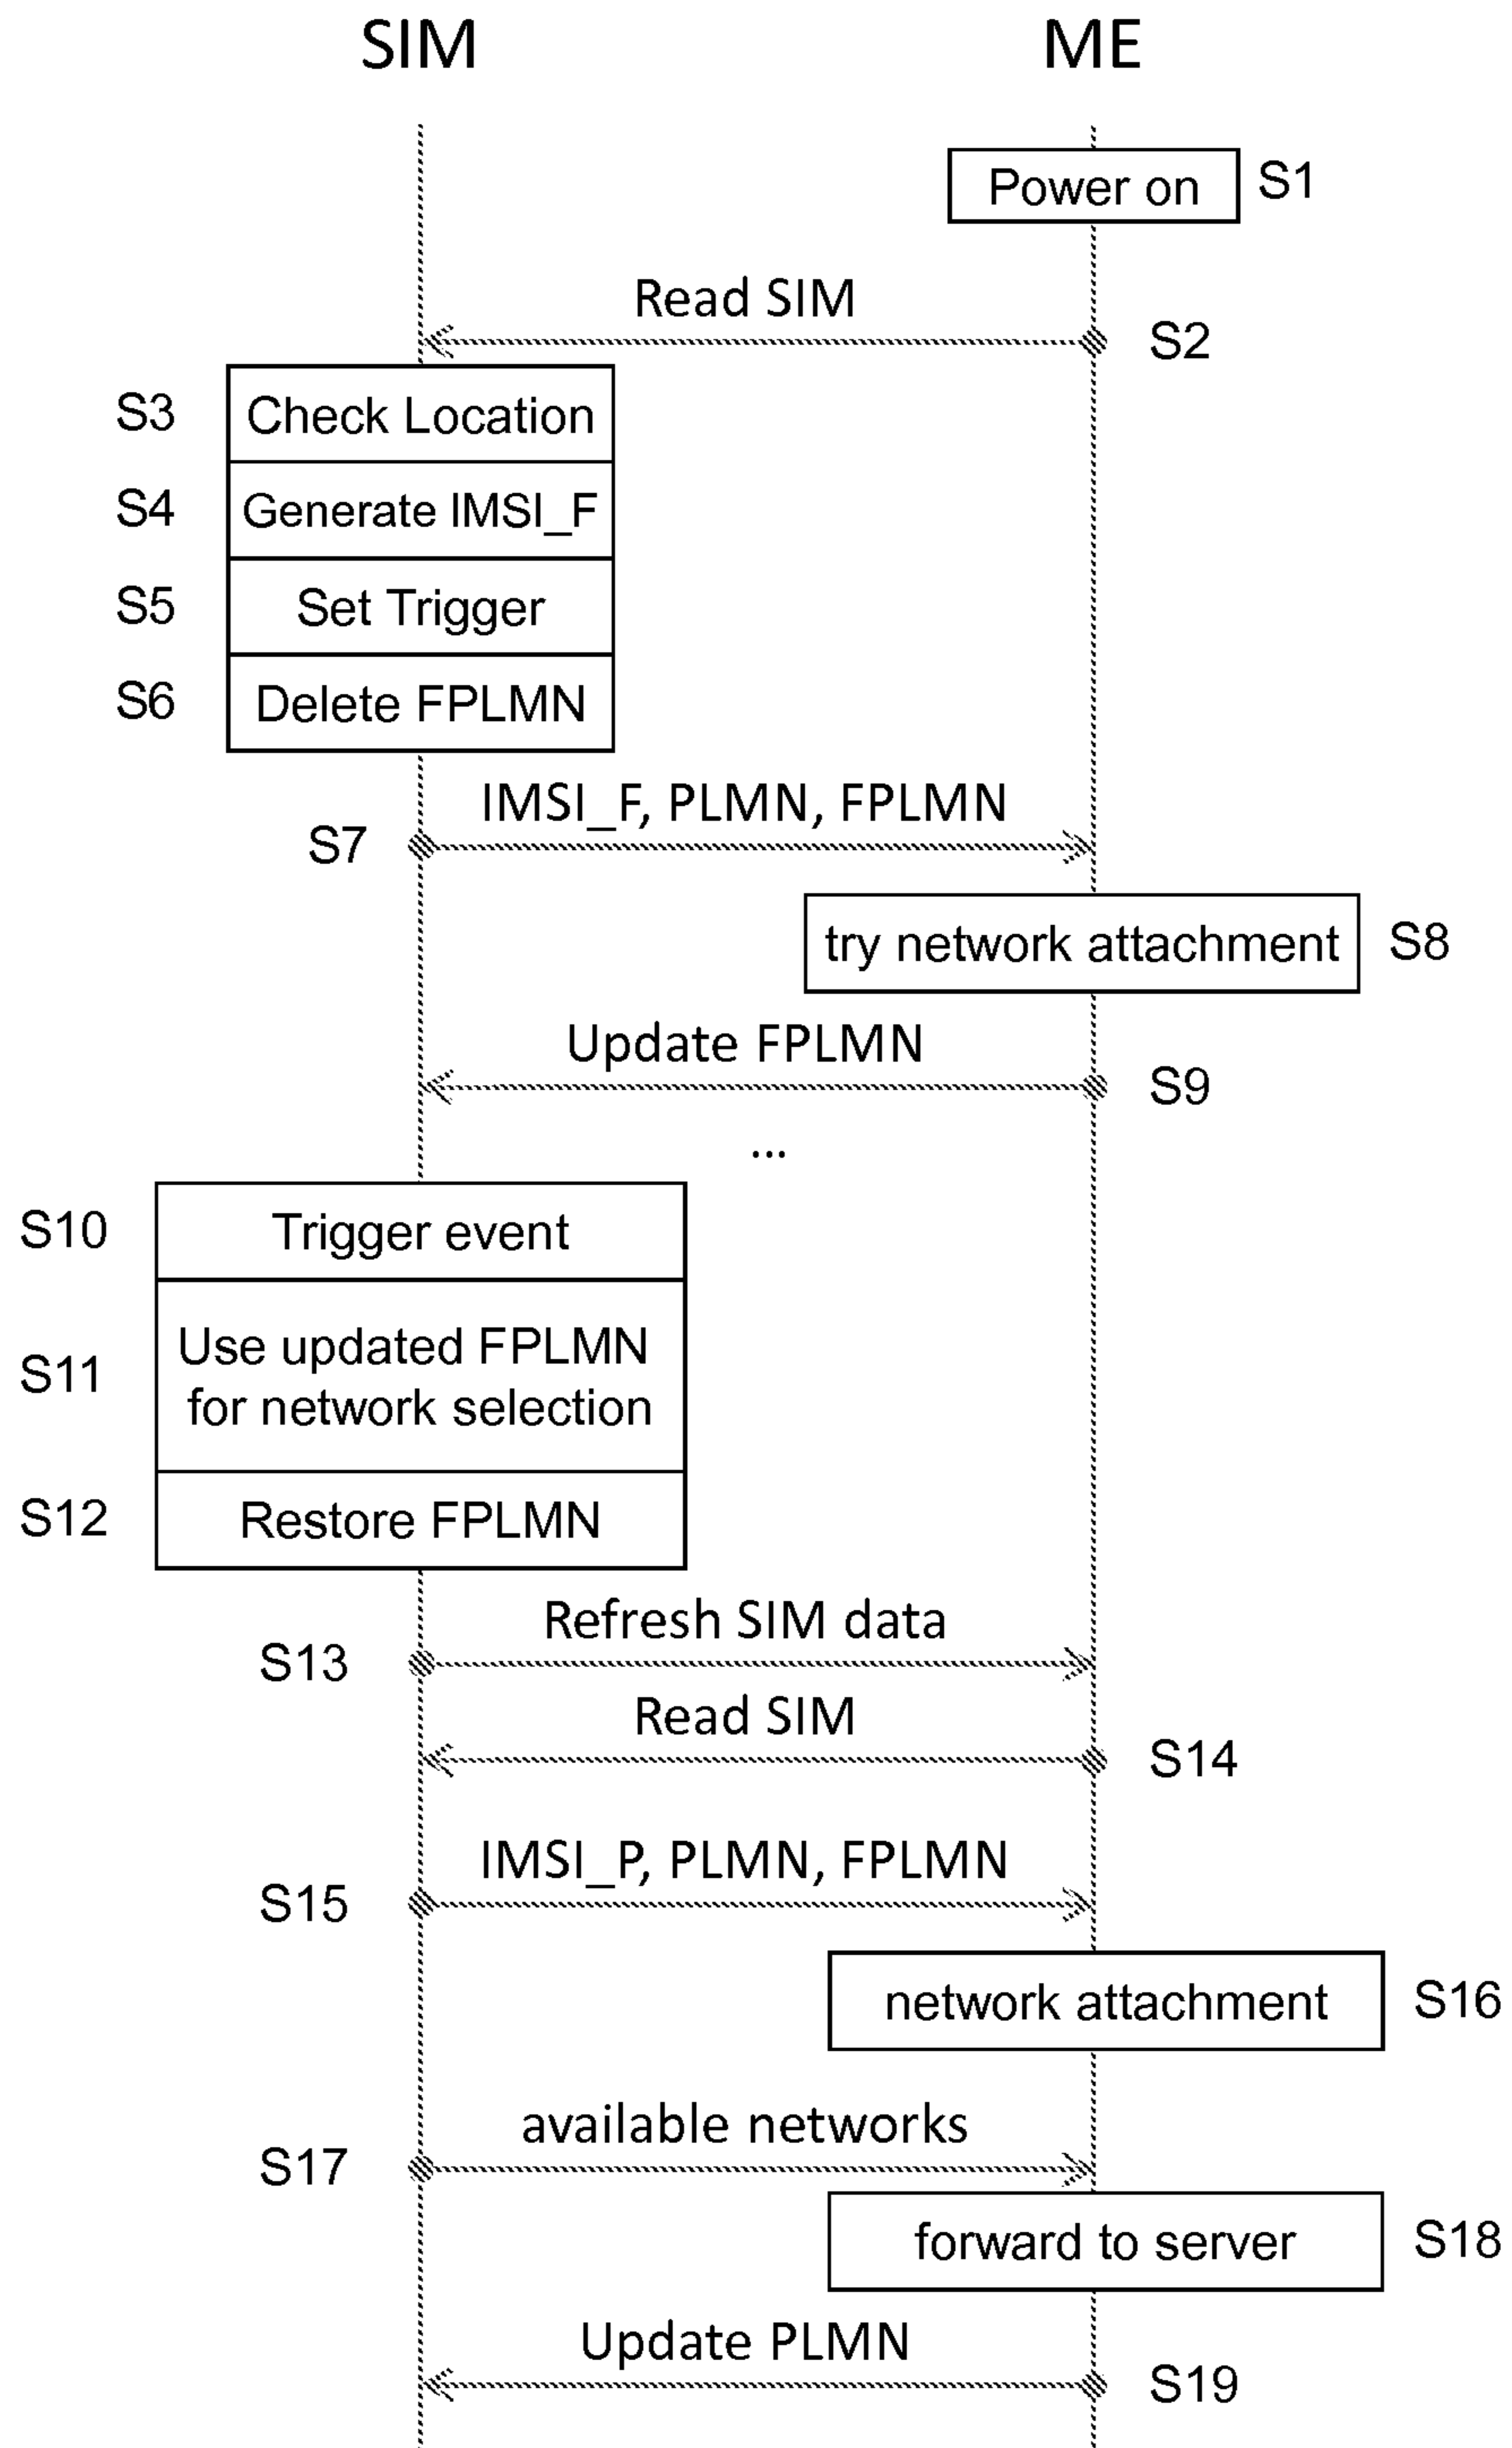 SIM
ME
Power on
S1
Read SIM
S2
S3
Check Location
S4
Generate IMSI_F
S5
Set Trigger
S6
Delete FPLMN
IMSI_F, PLMN, FPLMN
S7
try network attachment
S8
Update FPLMN
S9
...
S10
Trigger event
S11
Use updated FPLMN
for network selection
S12
Restore FPLMN
Refresh SIM data
S13
Read SIM
S14
IMSI_P, PLMN, FPLMN
S15
network attachment
S16
available networks
S17
forward to server
S18
Update PLMN
S19